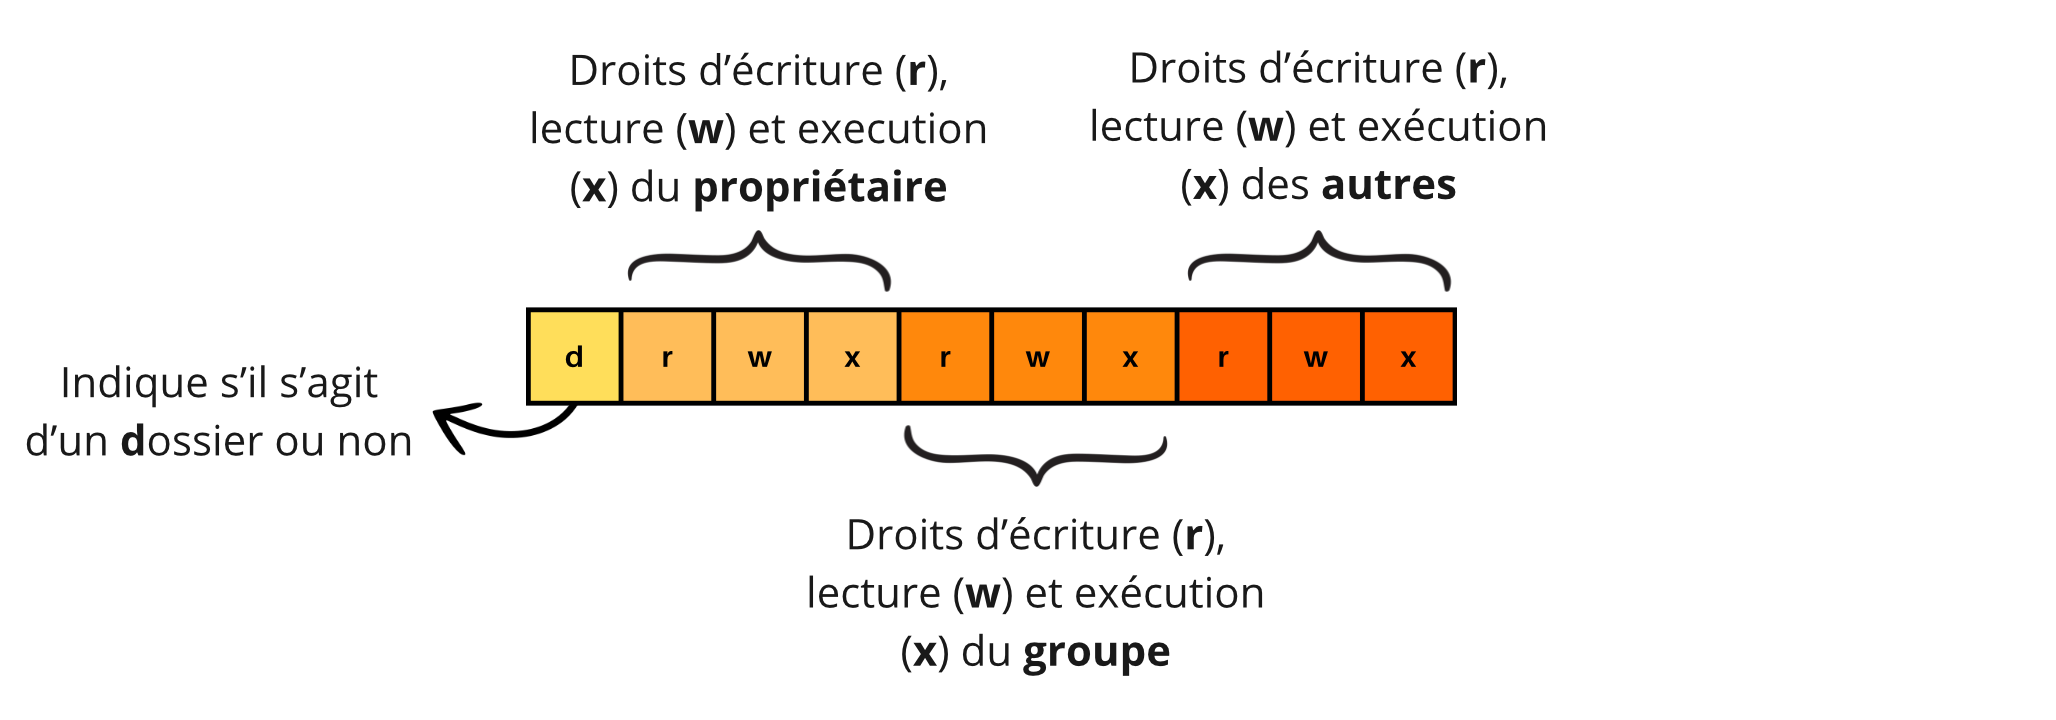 Droits d’écriture (r),
lecture (w) et execution
(x) du propriétaire
Droits d’écriture (r),
lecture (w) et exécution
(x) des autres
d r w x r w x r w x
Indique s’il s’agit
d’un dossier ou non
Droits d’écriture (r),
lecture (w) et exécution
(x) du groupe